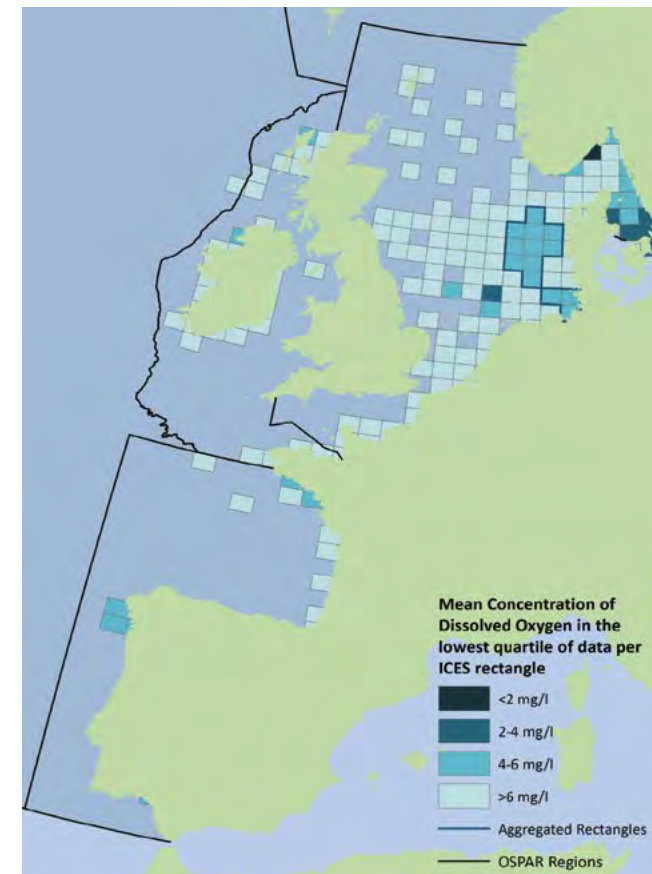 Mean Concentration of
Dissolved Oxygen in the
lowest quartile of data per
ICES rectangle
<2 mg/l
2-4 mg/l
4-6 mg/l
>6 mg/l
Aggregated Rectangles
OSPAR Regions